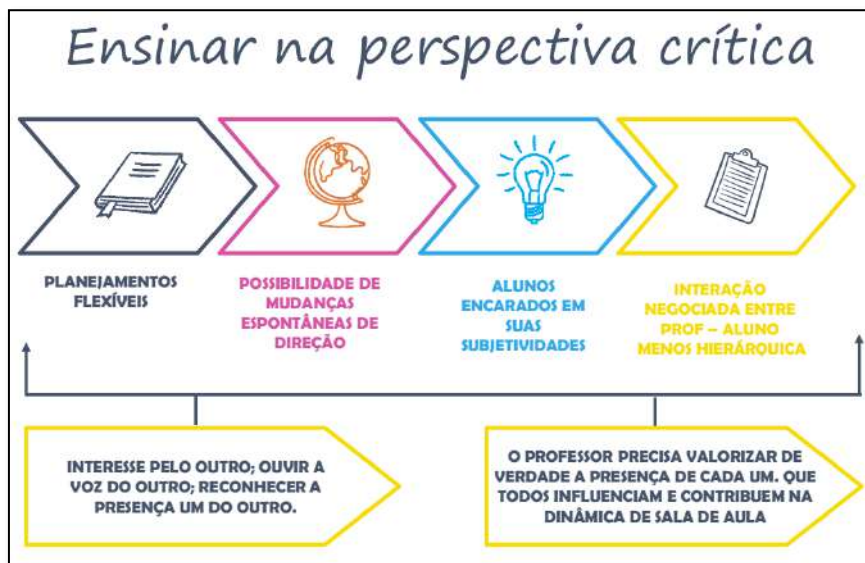 Ensinar na perspectiva crítica
PLANEJAMENTOS
FLEXÍVEIS
POSSIBILIDADE DE
MUDANÇAS
ESPONTÂNEAS DE
DIREÇÃO
ALUNOS
ENCARADOS EM
SUAS
SUBJETIVIDADES
INTERAÇÃO
NEGOCIADA ENTRE
PROF – ALUNO
MENOS HIERÁRQUICA
INTERESSE PELO OUTRO; OUVIR A
VOZ DO OUTRO; RECONHECER A
PRESENÇA UM DO OUTRO.
O PROFESSOR PRECISA VALORIZAR DE
VERDADE A PRESENÇA DE CADA UM. QUE
TODOS INFLUENCIAM E CONTRIBUEM NA
DINÂMICA DE SALA DE AULA